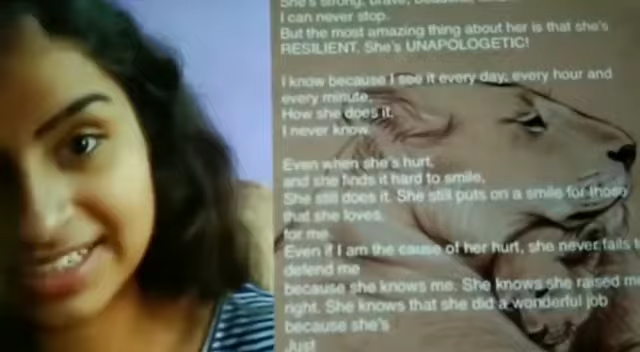 She's strong, brave,
I can never stop.
But the most amazing thing about her is that she's
RESILIENT. She's UNAPOLOGETIC!
I know because I see it every day, every hour and
every minute.
How she does it,
I never know.
Even when she's hurt,
and she finds it hard to smile,
She still does it. She still puts on a smile for those
that she loves,
for me.
Even if I am the cause of her hurt, she never fails t
defend me
because she knows me. She knows she raised me
right. She knows that she did a wonderful job
because she's
Just